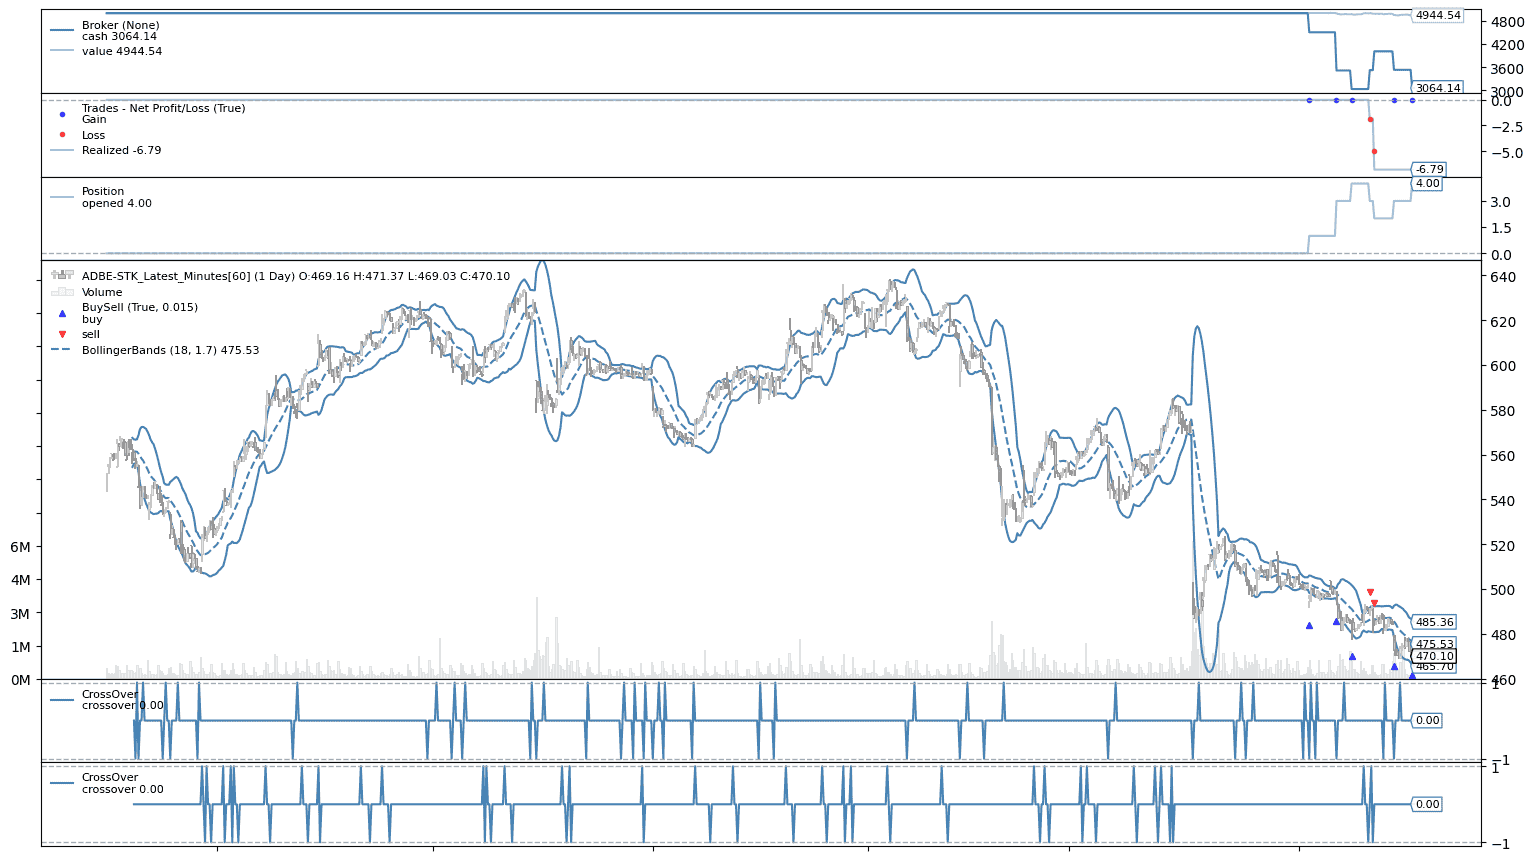 Broker (None)
cash 3064.14
value 4944.54
4944.54
4800
4200
3600
3064.14
3000
Trades - Net Profit/Loss (True)
Gain
Loss
Realized -6.79
0.0
−2.5
−5.0
-6.79
Position
opened 4.00
4.00
3.0
1.5
0.0
ADBE-STK_Latest_Minutes[60] (1 Day) O:469.16 H:471.37 L:469.03 C:470.10
Volume
BuySell (True, 0.015)
buy
sell
BollingerBands (18, 1.7) 475.53
640
620
600
580
560
540
520
500
485.36
480
475.53
470.10
465.70
460
6M
4M
3M
1M
0M
CrossOver
crossover 0.00
1
0.00
−1
CrossOver
crossover 0.00
1
0.00
−1